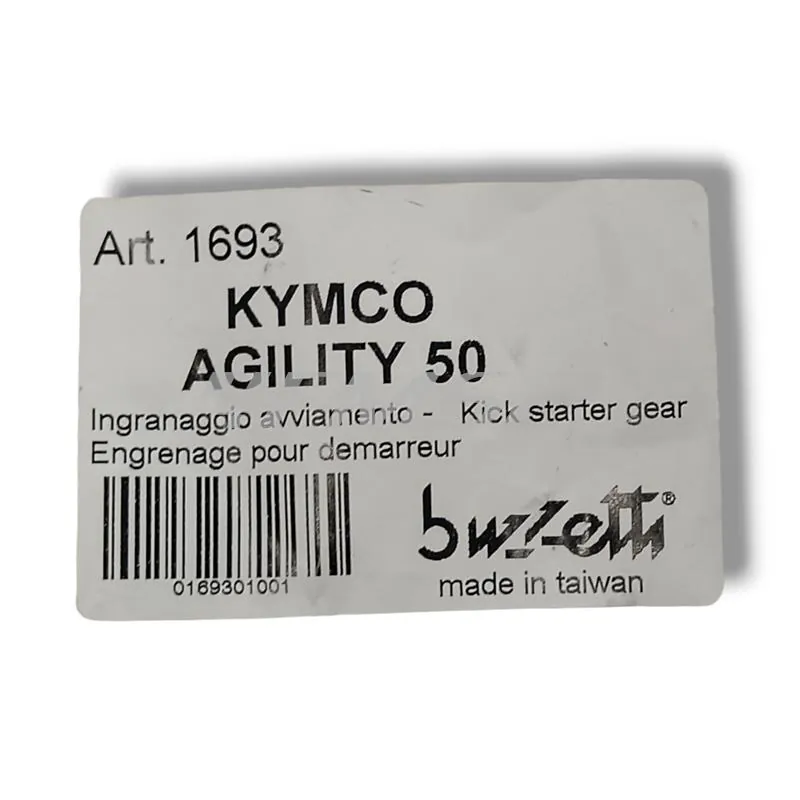 Art. 1693
KYMCO
AGILITY 50
Ingranaggio avviamento - Kick starter gear
Engrenage pour demarreur
buzzetti®
0169301001
made in taiwan